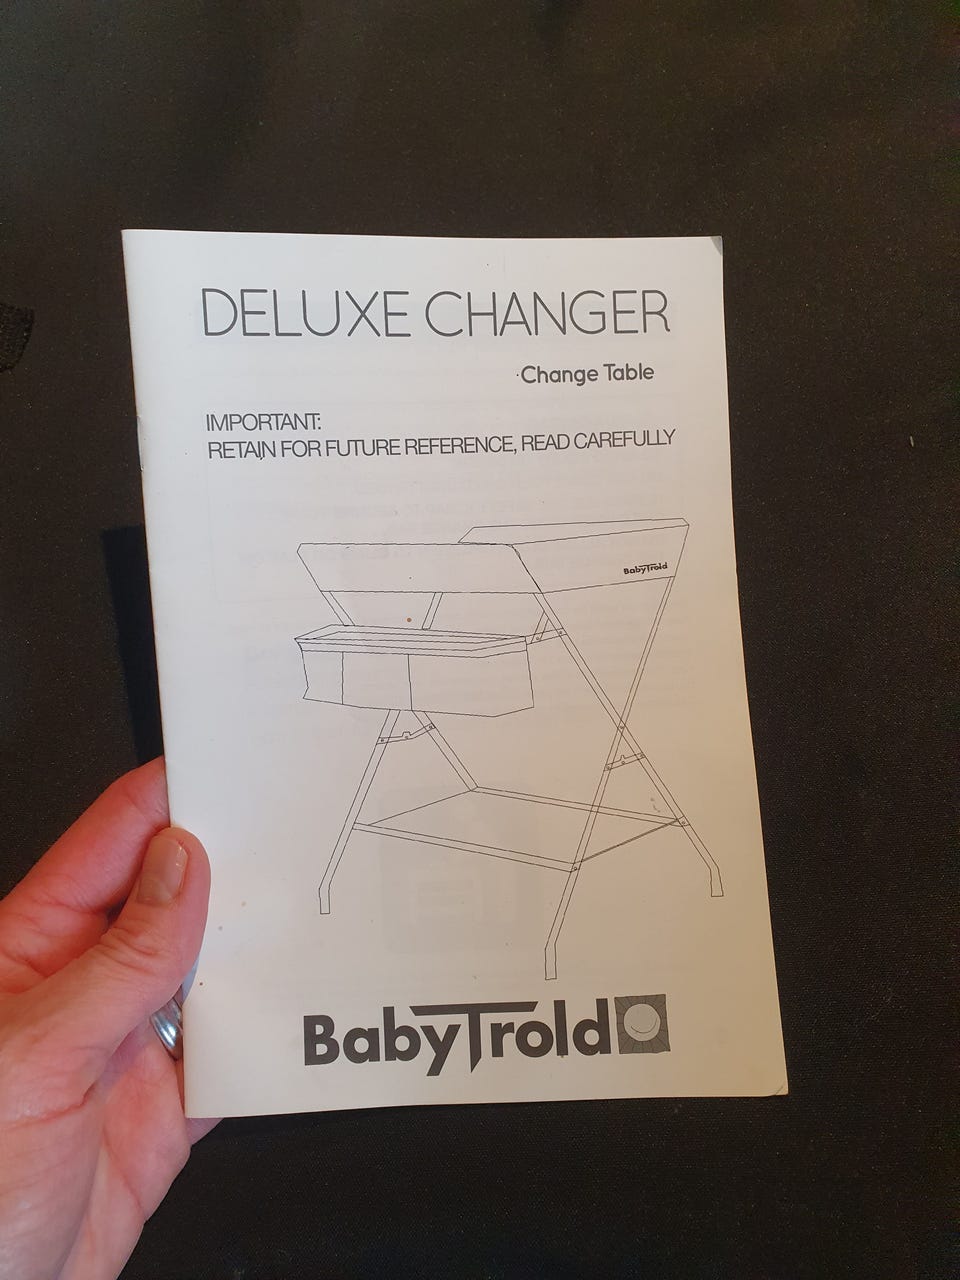 DELUXE CHANGER
Change Table
IMPORTANT:
RETAIN FOR FUTURE REFERENCE, READ CAREFULLY
BabyTrold
BabyTrold